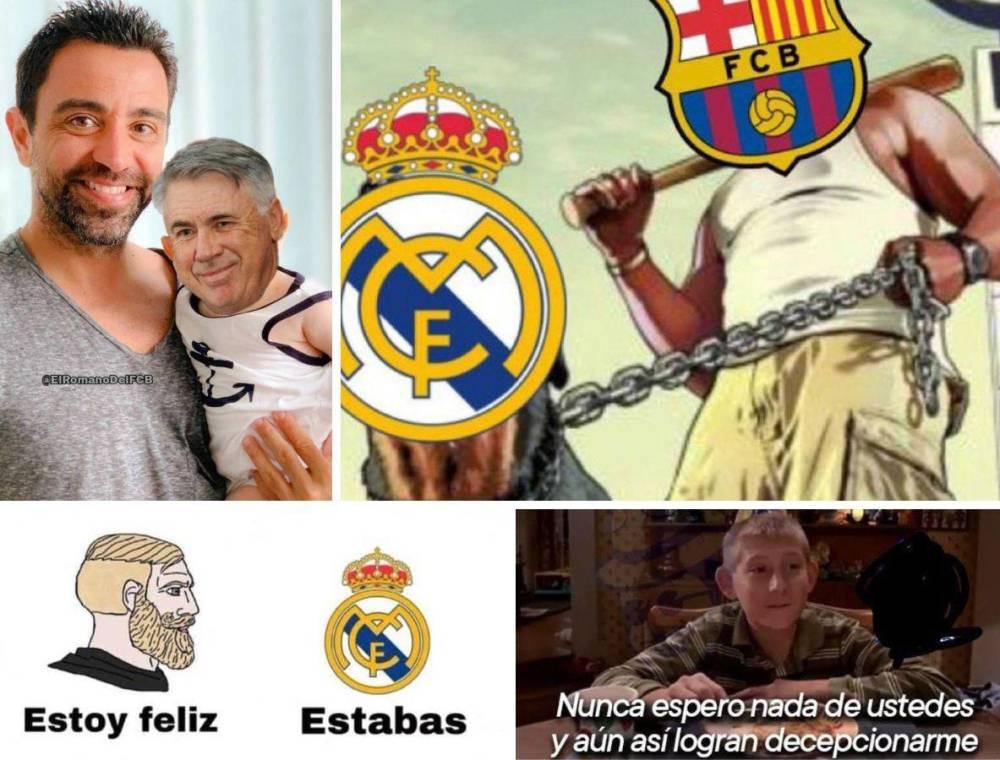 FCB
@ElRomanoDelFCB
Estoy feliz
Estabas
Nunca espero nada de ustedes
y aún así logran decepcionarme